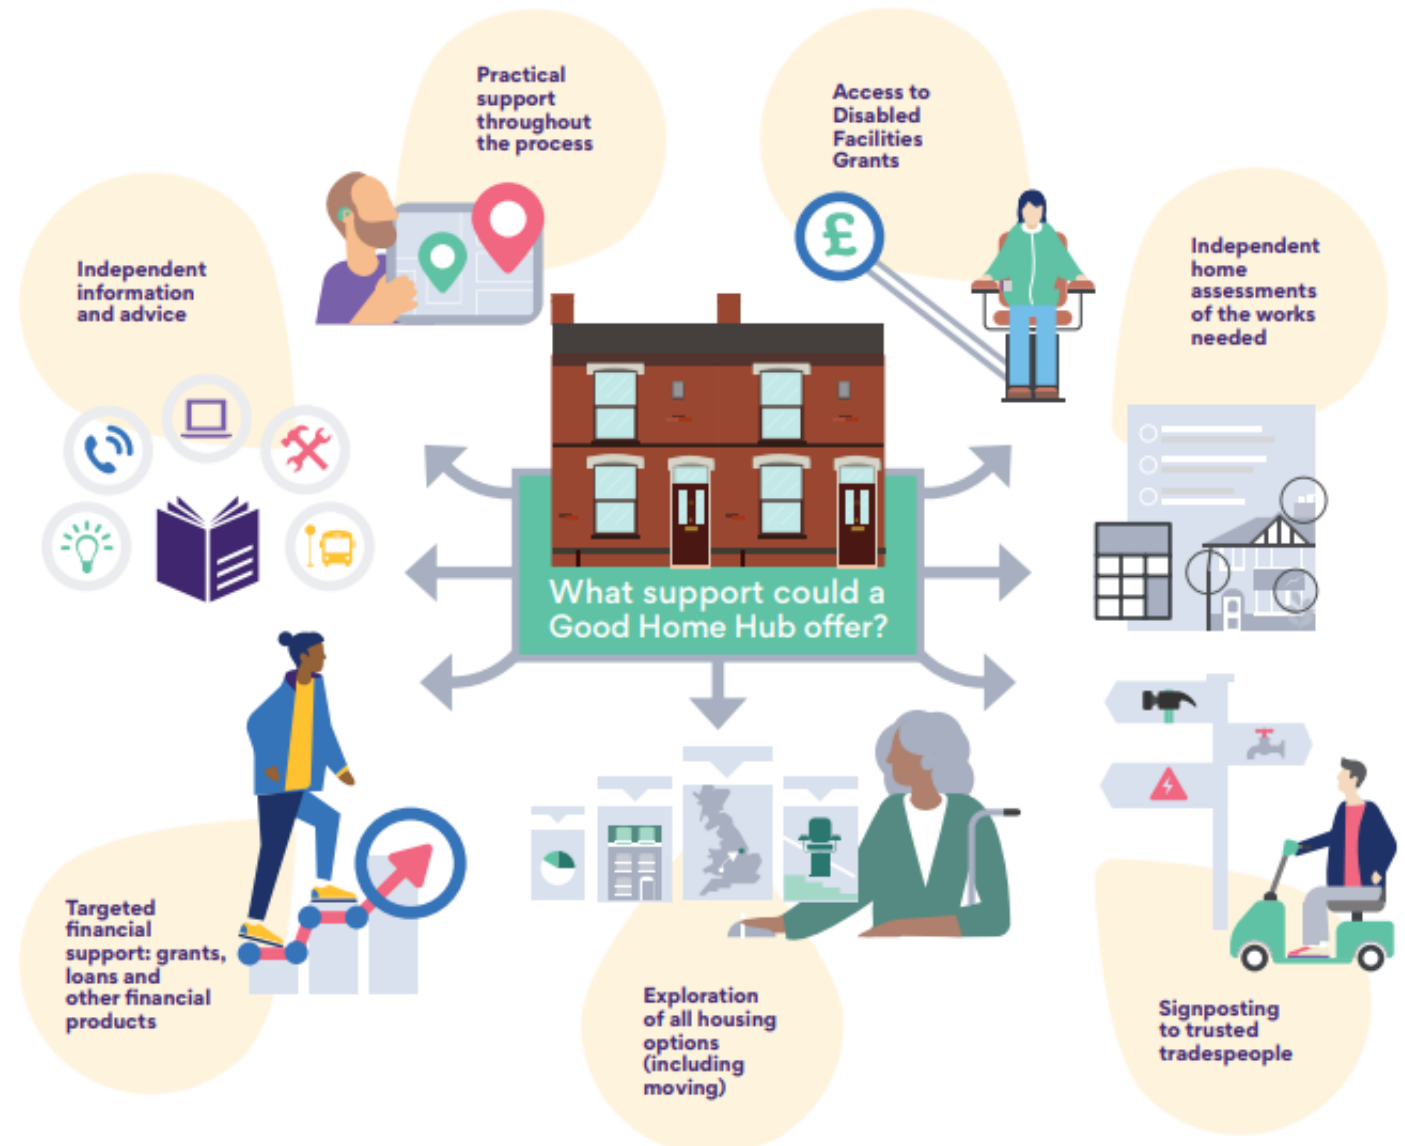 Practical
support
throughout
the process
Access to
Disabled
Facilities
Grants
Independent
information
and advice
Independent
home
assessments
of the works
needed
£
What support could a
Good Home Hub offer?
Targeted
financial
support: grants,
loans and
other financial
products
Exploration
of all housing
options
(including
moving)
Signposting
to trusted
tradespeople